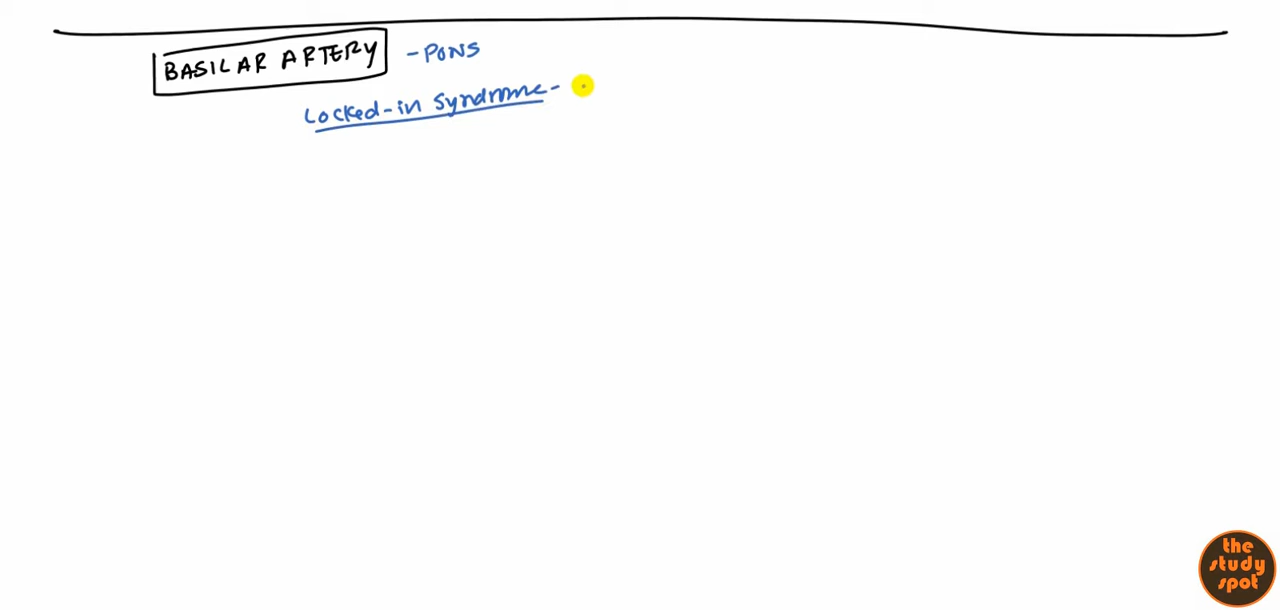 BASILAR ARTERY - PONS
Locked-in Syndrome -
the
study
spot